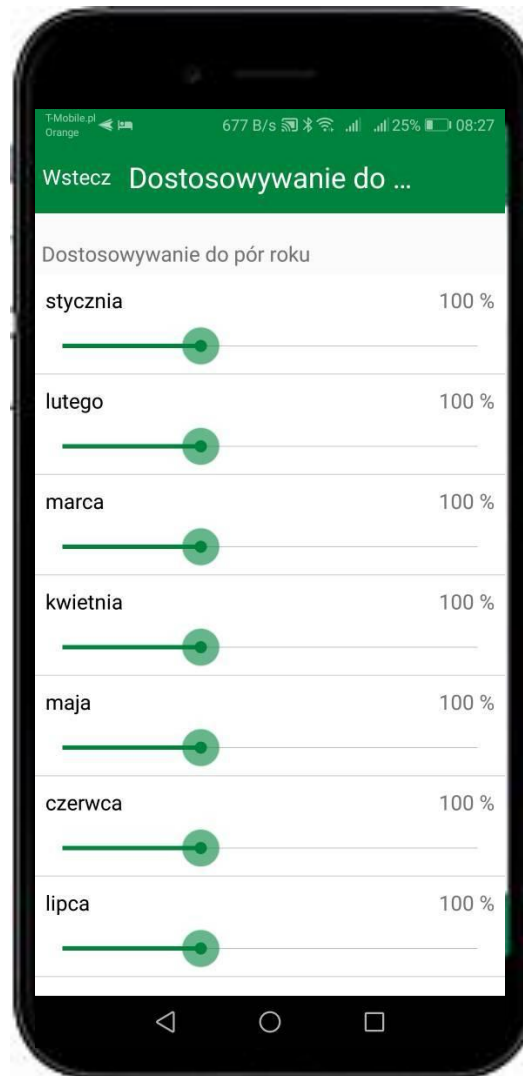 T-Mobile.pl
Orange
677 B/s 25% 08:27
Wstecz Dostosowywanie do ...
Dostosowywanie do pór roku
stycznia 100 %
lutego 100 %
marca 100 %
kwietnia 100 %
maja 100 %
czerwca 100 %
lipca 100 %